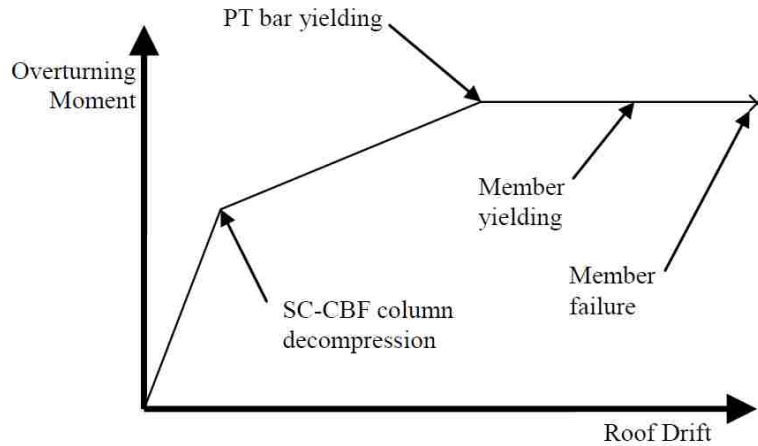 PT bar yielding
Overturning
Moment
Member
yielding
Member
failure
SC-CBF column
decompression
Roof Drift